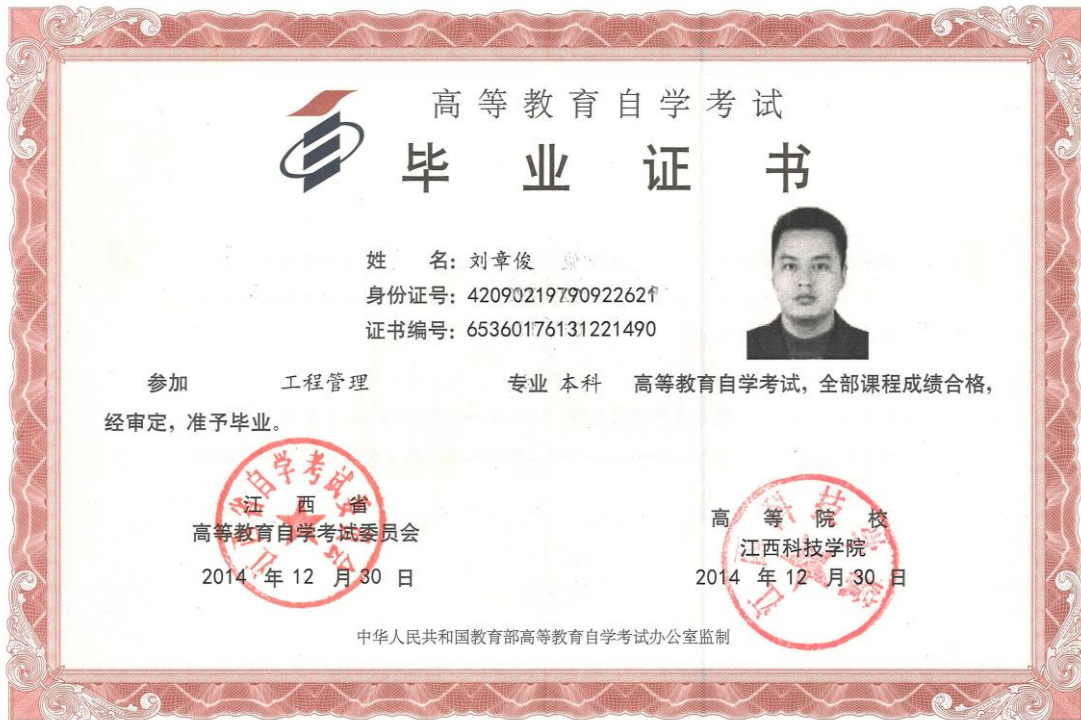 高等教育自学考试
毕业证书
姓 名: 刘章俊
身份证号: 42090219790922621
证书编号: 65360176131221490
参加 工程管理 专业 本科 高等教育自学考试，全部课程成绩合格，
经审定，准予毕业。
江西省
高等教育自学考试委员会
2014 年 12 月 30 日
高等院校
江西科技学院
2014 年 12 月 30 日
中华人民共和国教育部高等教育自学考试办公室监制